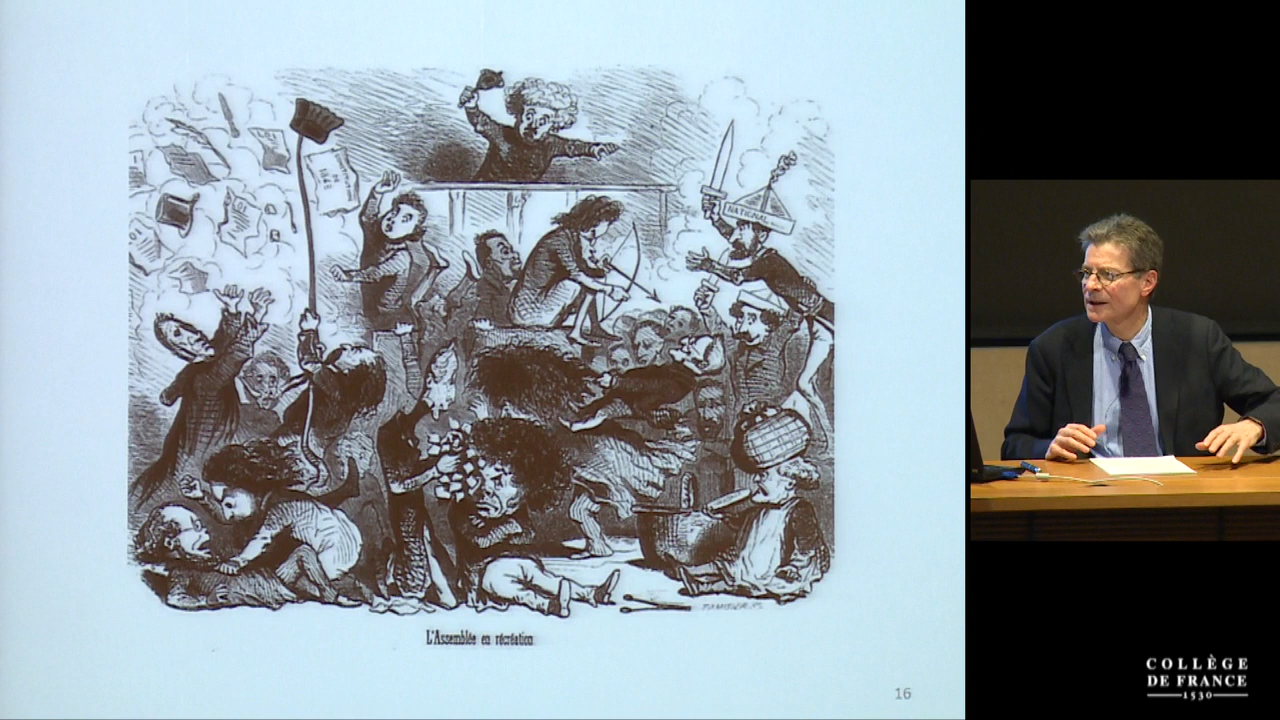 NATIONAL
L'Assemblée en récréation
16
COLLÈGE
DE FRANCE
1530